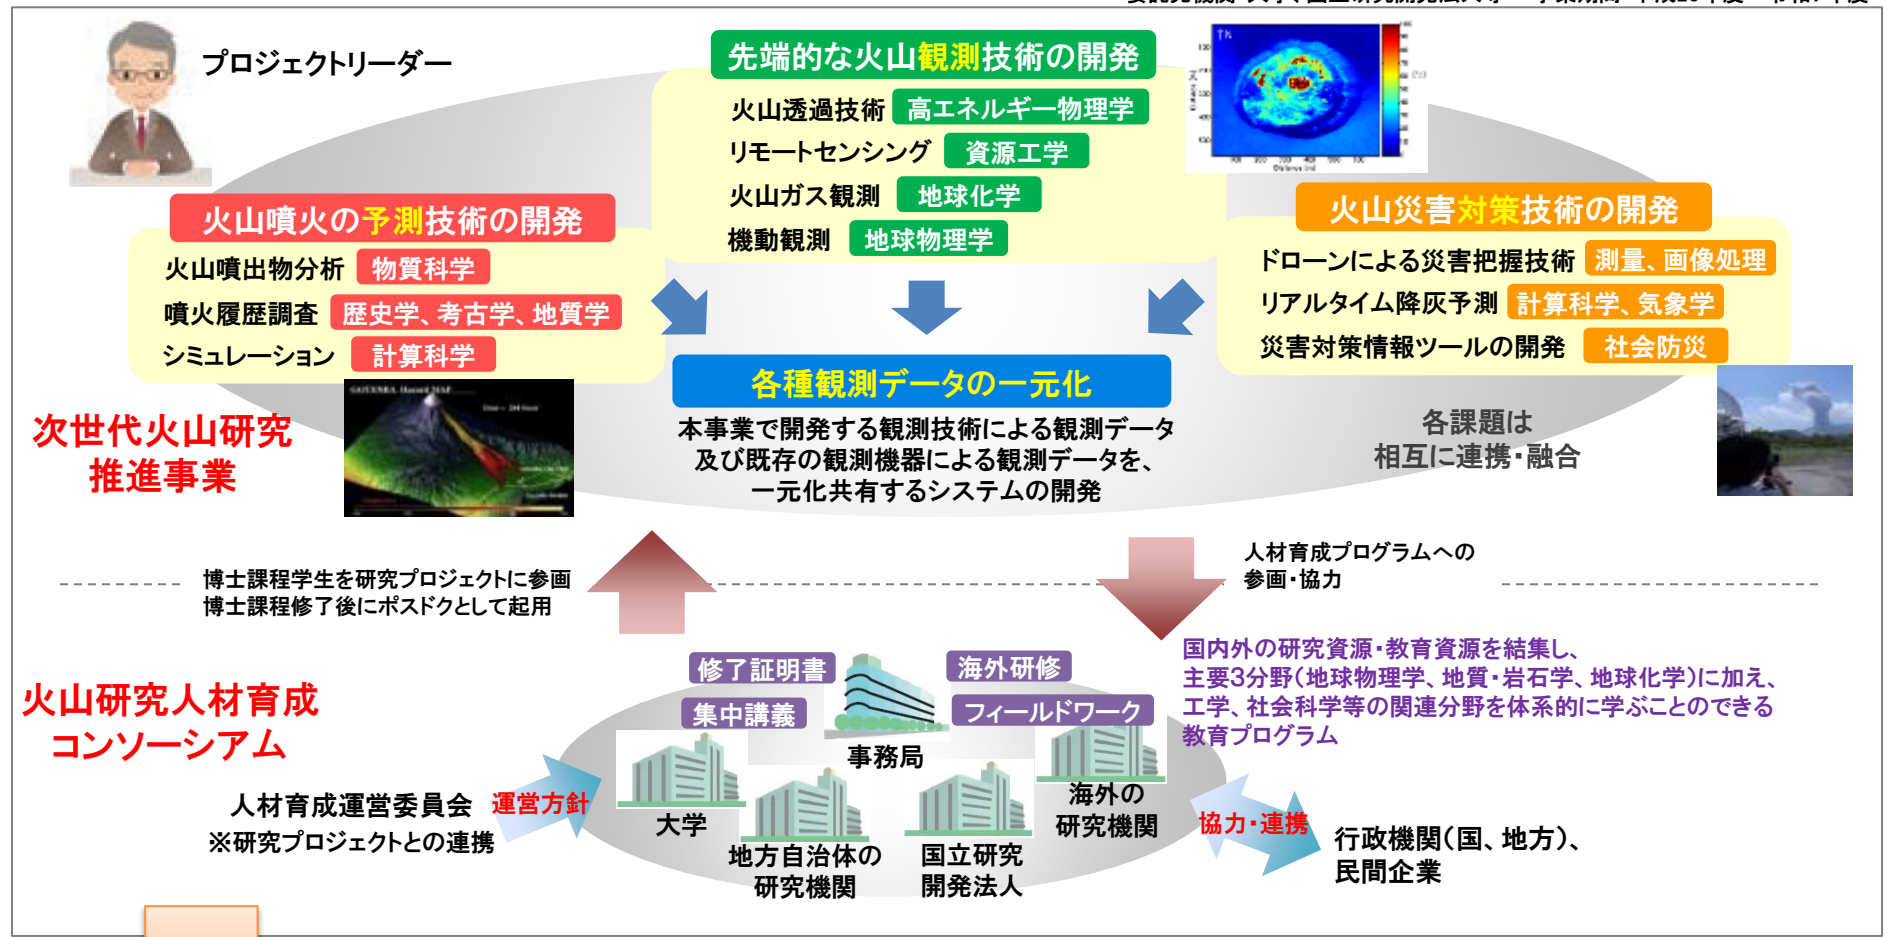 プロジェクトリーダー
先端的な火山観測技術の開発
火山透過技術 高エネルギー物理学
リモートセンシング 資源工学
火山ガス観測 地球化学
機動観測 地球物理学
火山噴火の予測技術の開発
火山噴出物分析 物質科学
噴火履歴調査 歴史学、考古学、地質学
シミュレーション 計算科学
火山災害対策技術の開発
ドローンによる災害把握技術 測量、画像処理
リアルタイム降灰予測 計算科学、気象学
災害対策情報ツールの開発 社会防災
各種観測データの一元化
本事業で開発する観測技術による観測データ
及び既存の観測機器による観測データを、
一元化共有するシステムの開発
各課題は
相互に連携・融合
次世代火山研究
推進事業
博士課程学生を研究プロジェクトに参画
博士課程修了後にポスドクとして起用
人材育成プログラムへの
参画・協力
火山研究人材育成
コンソーシアム
修了証明書
海外研修
集中講義
フィールドワーク
事務局
大学
地方自治体の
研究機関
国立研究
開発法人
海外の
研究機関
国内外の研究資源・教育資源を結集し、
主要3分野(地球物理学、地質・岩石学、地球化学)に加え、
工学、社会科学等の関連分野を体系的に学ぶことのできる
教育プログラム
人材育成運営委員会
※研究プロジェクトとの連携
運営方針
協力・連携
行政機関(国、地方)、
民間企業